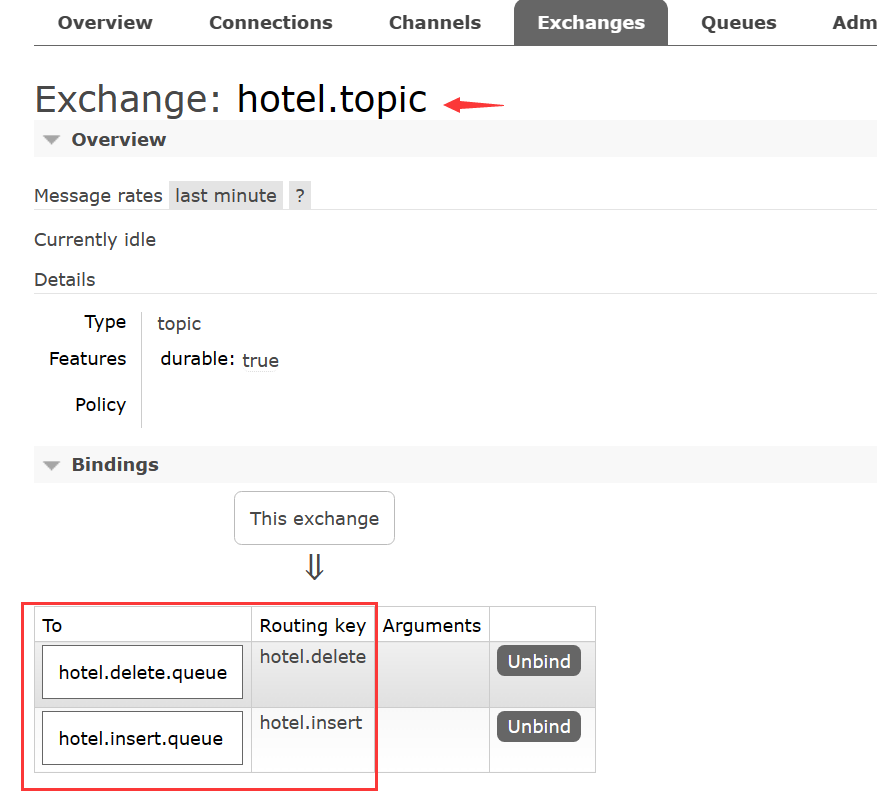 Overview Connections Channels Exchanges Queues Adm
Exchange: hotel.topic
Overview
Message rates last minute ?
Currently idle
Details
Type topic
Features durable: true
Policy
Bindings
This exchange
⇓
To Routing key Arguments
hotel.delete.queue hotel.delete Unbind
hotel.insert.queue hotel.insert Unbind